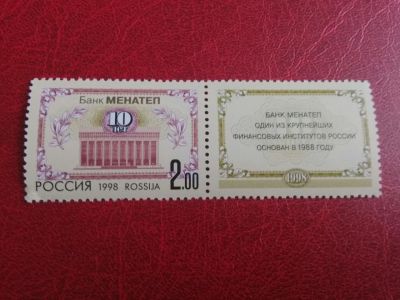 Банк МЕНАТЕП
10
ЛЕТ
РОССИЯ 1998 ROSSIJA
2.00
БАНК МЕНАТЕП
ОДИН ИЗ КРУПНЕЙШИХ
ФИНАНСОВЫХ ИНСТИТУТОВ РОССИИ
ОСНОВАН В 1988 ГОДУ
1998